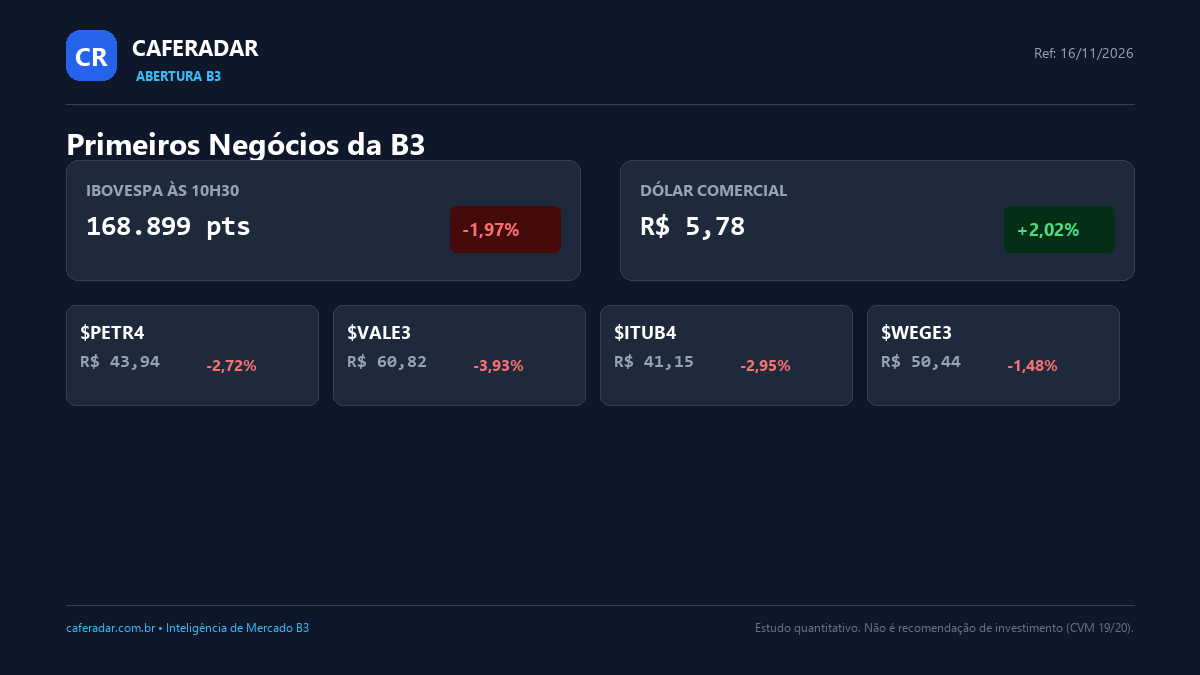 CR
CAFERADAR
ABERTURA B3
Ref: 16/11/2026
Primeiros Negócios da B3
IBOVESPA ÀS 10H30
168.899 pts
-1,97%
DÓLAR COMERCIAL
R$ 5,78
+2,02%
$PETR4
R$ 43,94
-2,72%
$VALE3
R$ 60,82
-3,93%
$ITUB4
R$ 41,15
-2,95%
$WEGE3
R$ 50,44
-1,48%
caferadar.com.br • Inteligência de Mercado B3
Estudo quantitativo. Não é recomendação de investimento (CVM 19/20).